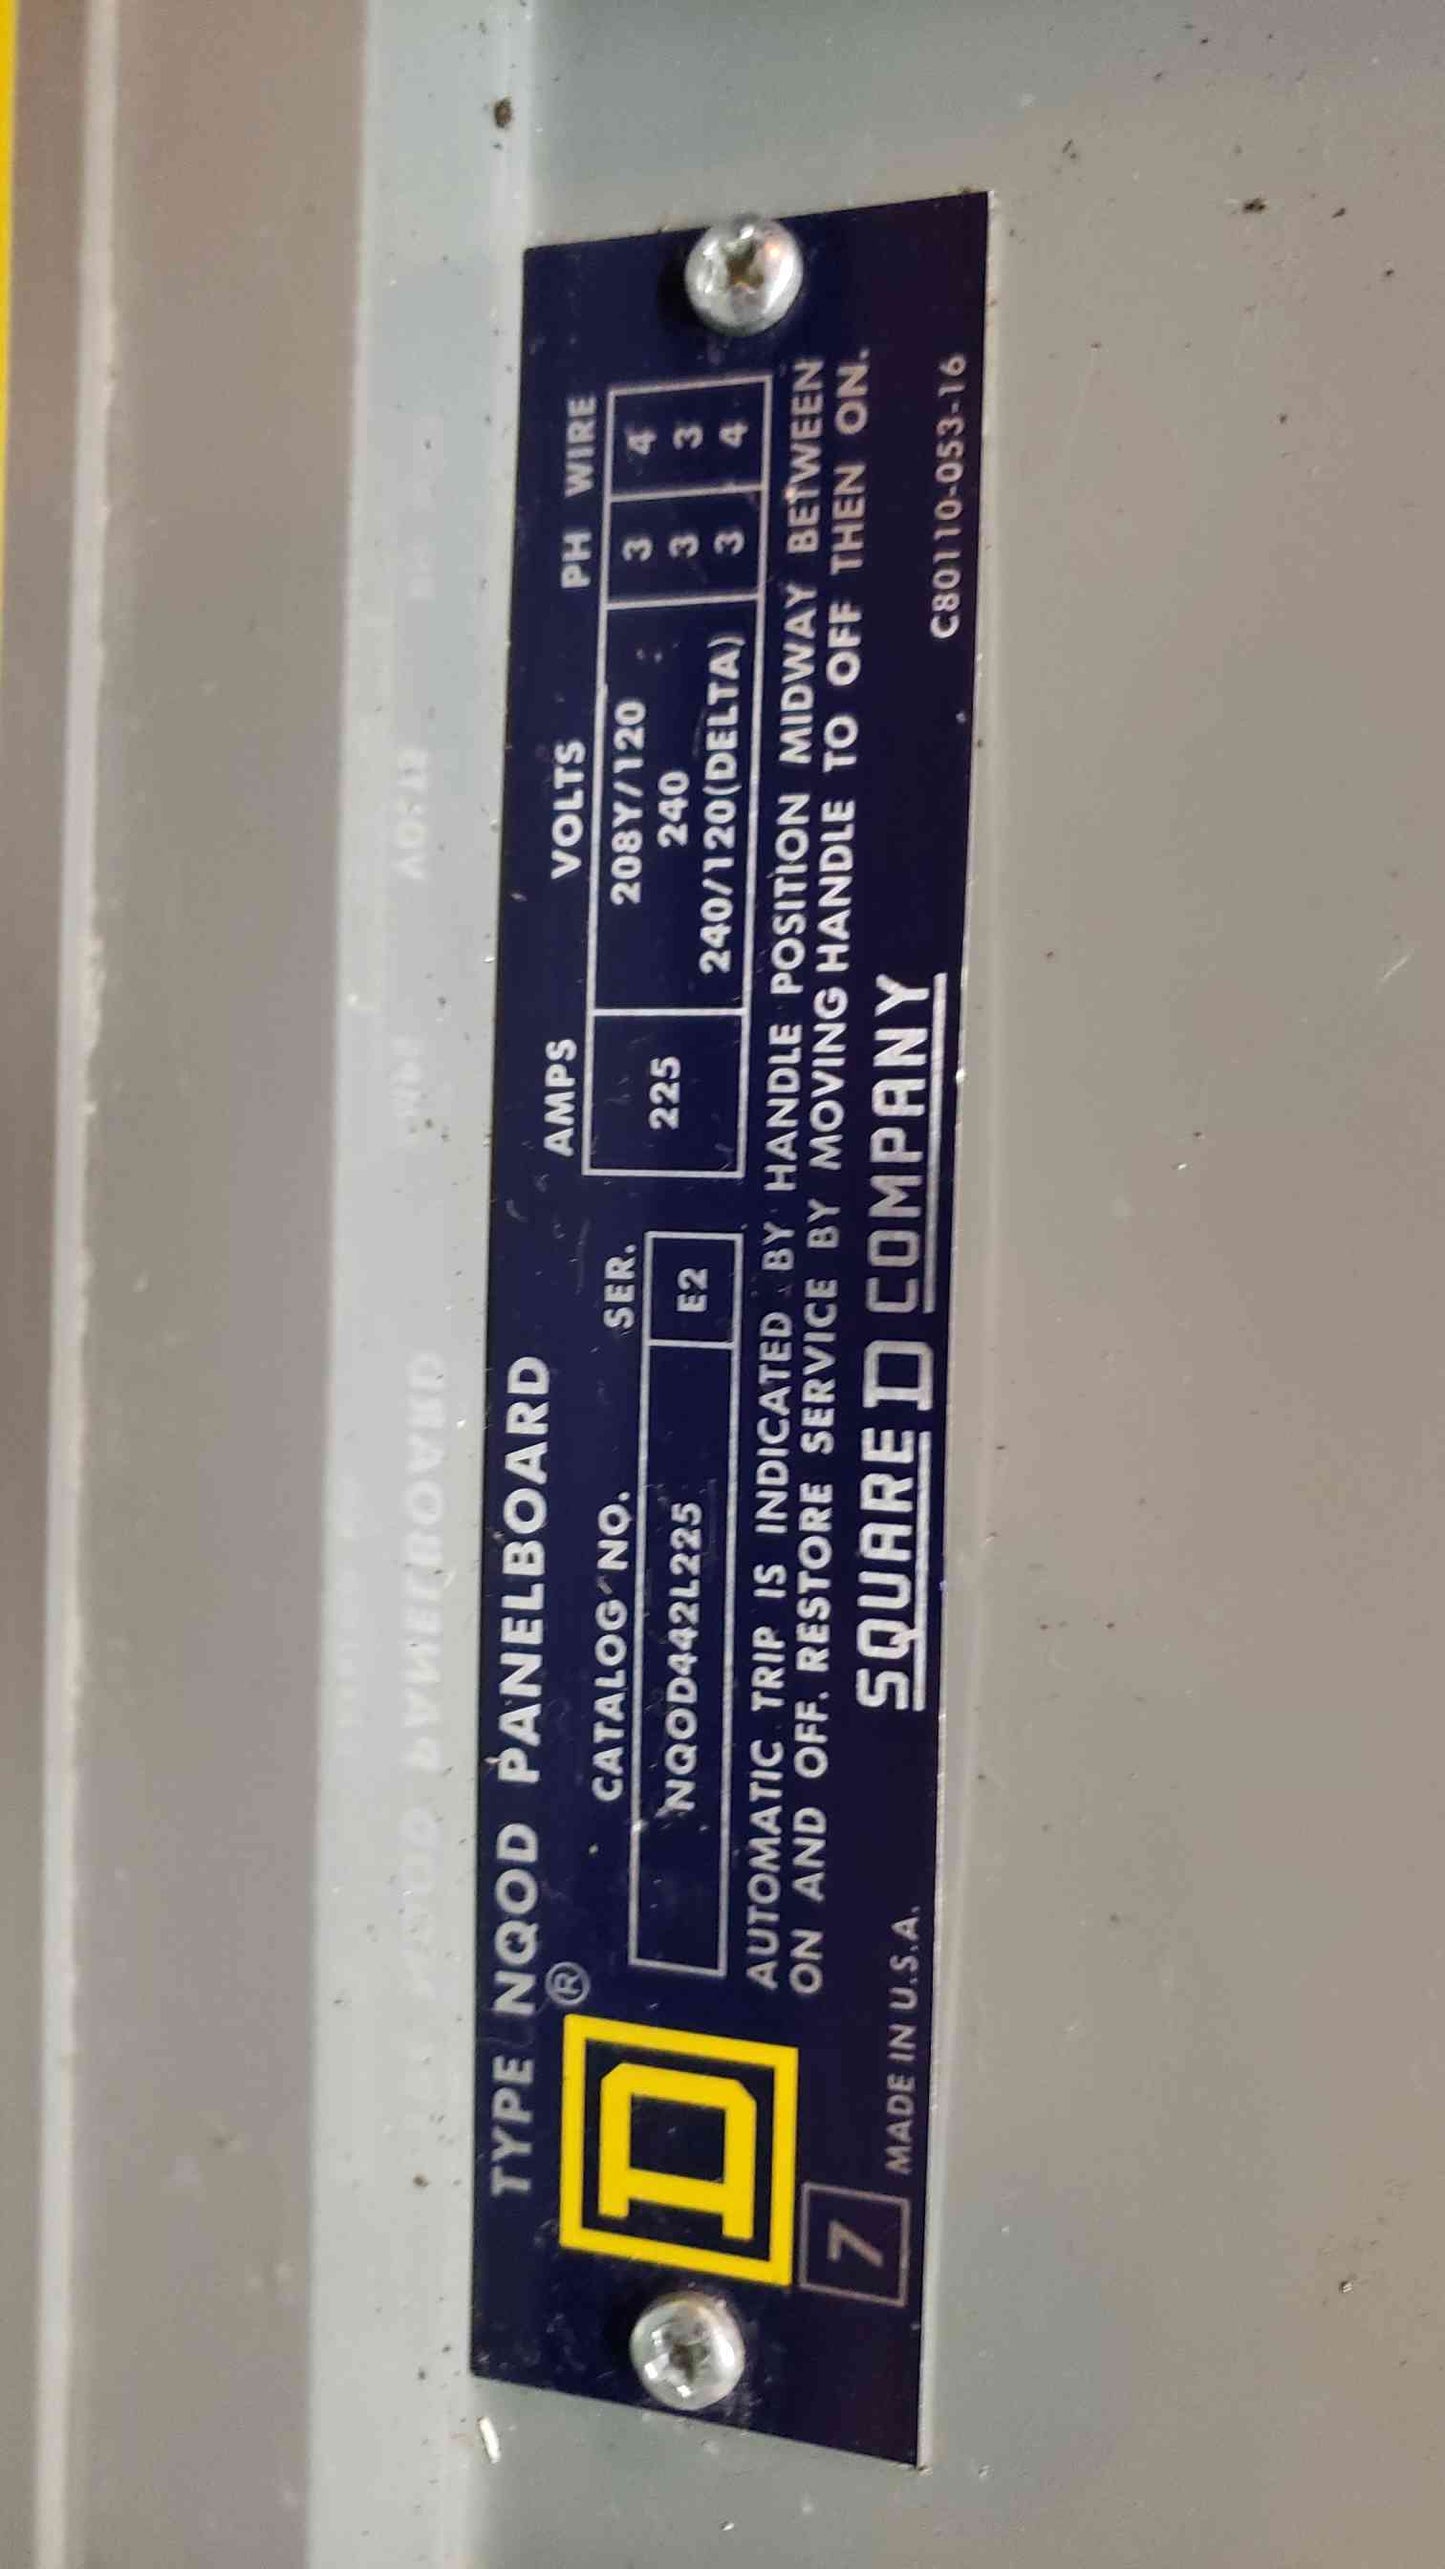 TYPE NQOD PANELBOARD
AMPS VOLTS PH WIRE
CATALOG NO. SER.
225 208Y/120 3 4
240 3 3
240/120(DELTA) 3 4
NQOD442L225 E2
D ®
AUTOMATIC TRIP IS INDICATED BY HANDLE POSITION MIDWAY BETWEEN
ON AND OFF. RESTORE SERVICE BY MOVING HANDLE TO OFF THEN ON.
7 MADE IN U.S.A. SQUARE D COMPANY C80110-053-16